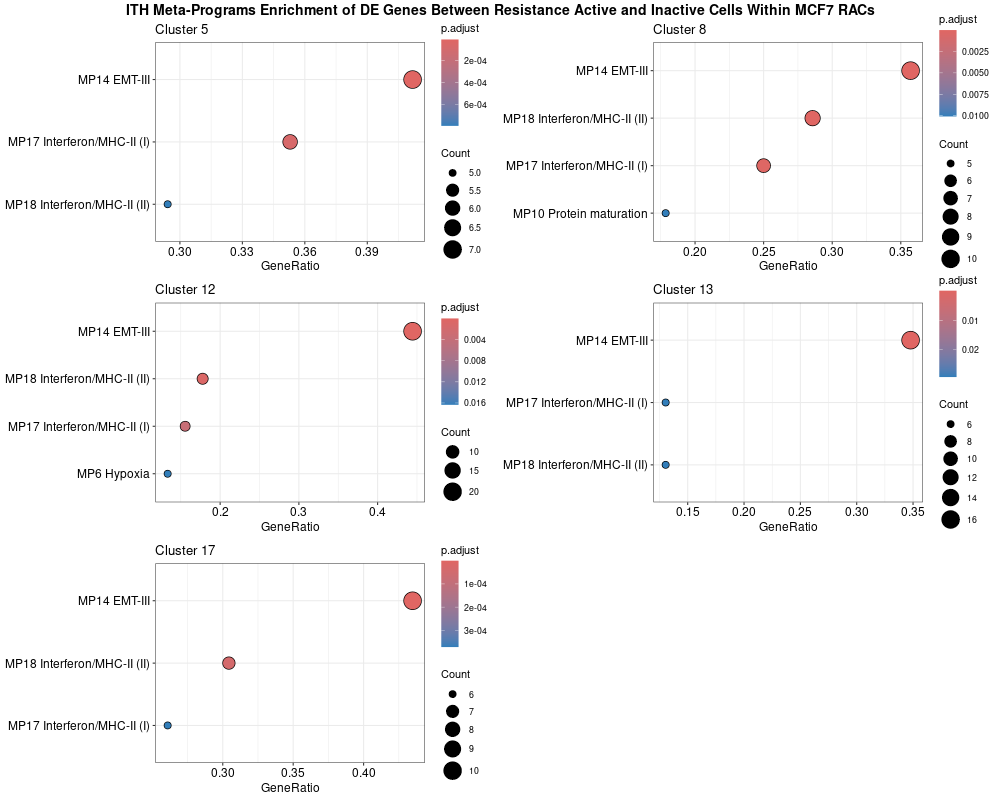 ITH Meta-Programs Enrichment of DE Genes Between Resistance Active and Inactive Cells Within MCF7 RACs
Cluster 5
MP14 EMT-III
MP17 Interferon/MHC-II (I)
MP18 Interferon/MHC-II (II)
0.30 0.33 0.36 0.39
GeneRatio
p.adjust
2e-04
4e-04
6e-04
Count
5.0
5.5
6.0
6.5
7.0
Cluster 8
MP14 EMT-III
MP18 Interferon/MHC-II (II)
MP17 Interferon/MHC-II (I)
MP10 Protein maturation
0.20 0.25 0.30 0.35
GeneRatio
p.adjust
0.0025
0.0050
0.0075
0.0100
Count
5
6
7
8
9
10
Cluster 12
MP14 EMT-III
MP18 Interferon/MHC-II (II)
MP17 Interferon/MHC-II (I)
MP6 Hypoxia
0.2 0.3 0.4
GeneRatio
p.adjust
0.004
0.008
0.012
0.016
Count
10
15
20
Cluster 13
MP14 EMT-III
MP17 Interferon/MHC-II (I)
MP18 Interferon/MHC-II (II)
0.15 0.20 0.25 0.30 0.35
GeneRatio
p.adjust
0.01
0.02
Count
6
8
10
12
14
16
Cluster 17
MP14 EMT-III
MP18 Interferon/MHC-II (II)
MP17 Interferon/MHC-II (I)
0.30 0.35 0.40
GeneRatio
p.adjust
1e-04
2e-04
3e-04
Count
6
7
8
9
10